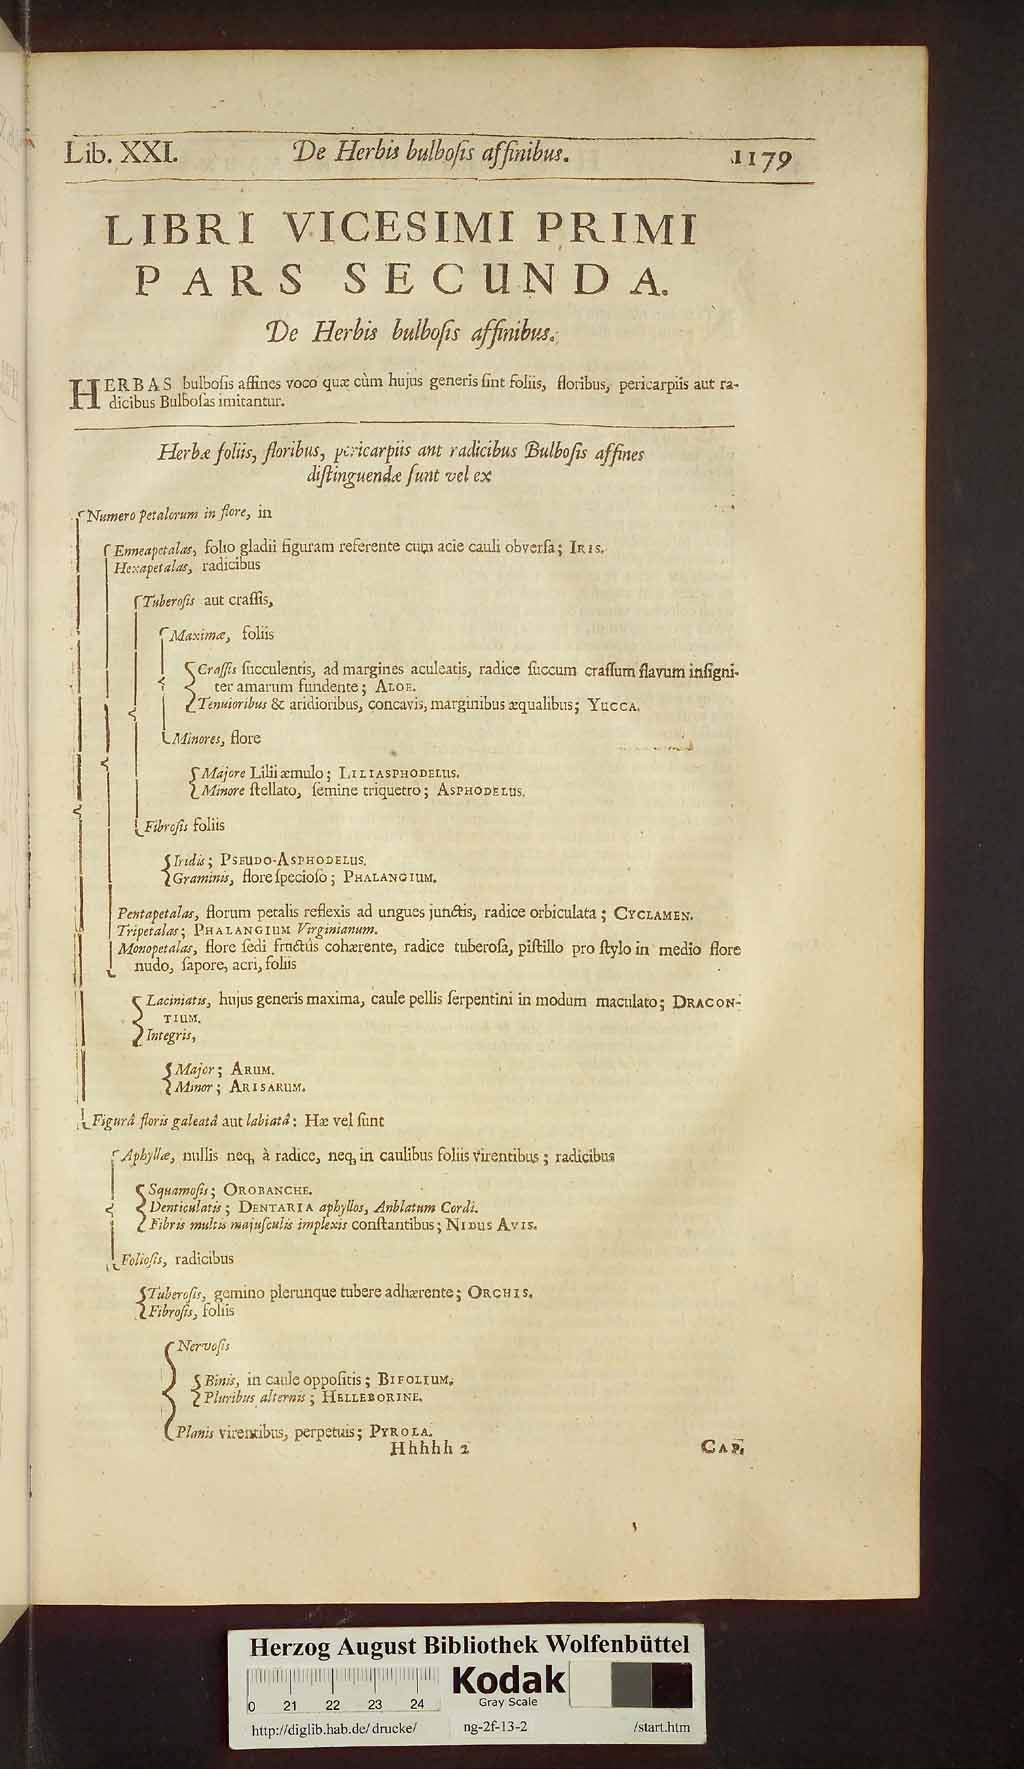 Lib. XXI. De Herbis bulboſis affinibus. 1179
LIBRI VICESIMI PRIMI
PARS SECUNDA.
De Herbis bulboſis affinibus.
HERBAS bulboſis affines voco quæ cùm hujus generis ſint foliis, floribus, pericarpiis aut ra-
dicibus Bulboſas imitantur.
Herbæ foliis, floribus, pericarpiis ant radicibus Bulboſis affines
diſtinguendæ ſunt vel ex
Numero petalorum in flore, in
Enneapetalas, folio gladii figuram referente cum acie cauli obverſa; IRIS.
Hexapetalas, radicibus
Tuberoſis aut craſſis,
Maximæ, foliis
Craſſis ſucculentis, ad margines aculeatis, radice ſuccum craſſum flavum inſigni-
ter amarum fundente; ALOE.
Tenuioribus & aridioribus, concavis, marginibus æqualibus; YUCCA.
Minores, flore
Majore Lilii æmulo; LILIASPHODELUS.
Minore ſtellato, ſemine triquetro; ASPHODELUS.
Fibroſis foliis
Iridis; PSEUDO-ASPHODELUS.
Graminis, flore ſpecioſo; PHALANGIUM.
Pentapetalas, florum petalis reflexis ad ungues junctis, radice orbiculata; CYCLAMEN.
Tripetalas; PHALANGIUM Virginianum.
Monopetalas, flore ſedi fructûs cohærente, radice tuberoſa, piſtillo pro ſtylo in medio flore
nudo, ſapore, acri, foliis
Laciniatis, hujus generis maxima, caule pellis ſerpentini in modum maculato; DRACON-
TIUM.
Integris,
Major; ARUM.
Minor; ARISARUM.
Figurâ floris galeatâ aut labiatâ: Hæ vel ſunt
Aphyllæ, nullis neq, à radice, neq, in caulibus foliis virentibus; radicibus
Squamoſis; OROBANCHE.
Denticulatis; DENTARIA aphyllos, Anblatum Cordi.
Fibris multis majuſculis implexis conſtantibus; NIDUS AVIS.
Folioſis, radicibus
Tuberoſis, gemino plerunque tubere adhærente; ORCHIS.
Fibroſis, foliis
Nervoſis
Binis, in caule oppoſitis; BIFOLIUM.
Pluribus alternis; HELLEBORINE.
Planis virentibus, perpetuis; PYROLA.
Hhhhh 2 CAP.
Herzog August Bibliothek Wolfenbüttel
Kodak
Gray Scale
0 21 22 23 24
http://diglib.hab.de/drucke/ ng-2f-13-2 /start.htm